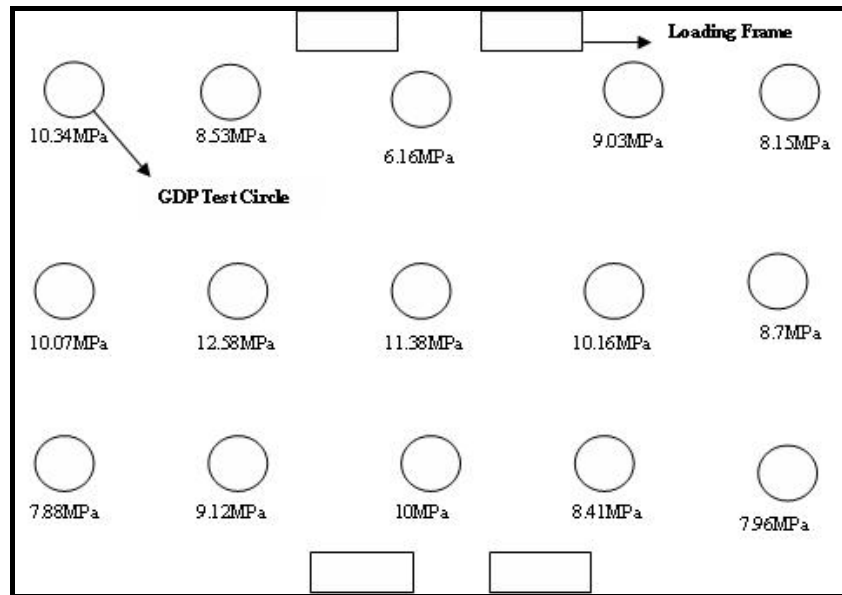 Loading Frame
10.34MPa
8.53MPa
6.16MPa
9.03MPa
8.15MPa
GDP Test Circle
10.07MPa
12.58MPa
11.38MPa
10.16MPa
8.7MPa
7.88MPa
9.12MPa
10MPa
8.41MPa
7.96MPa